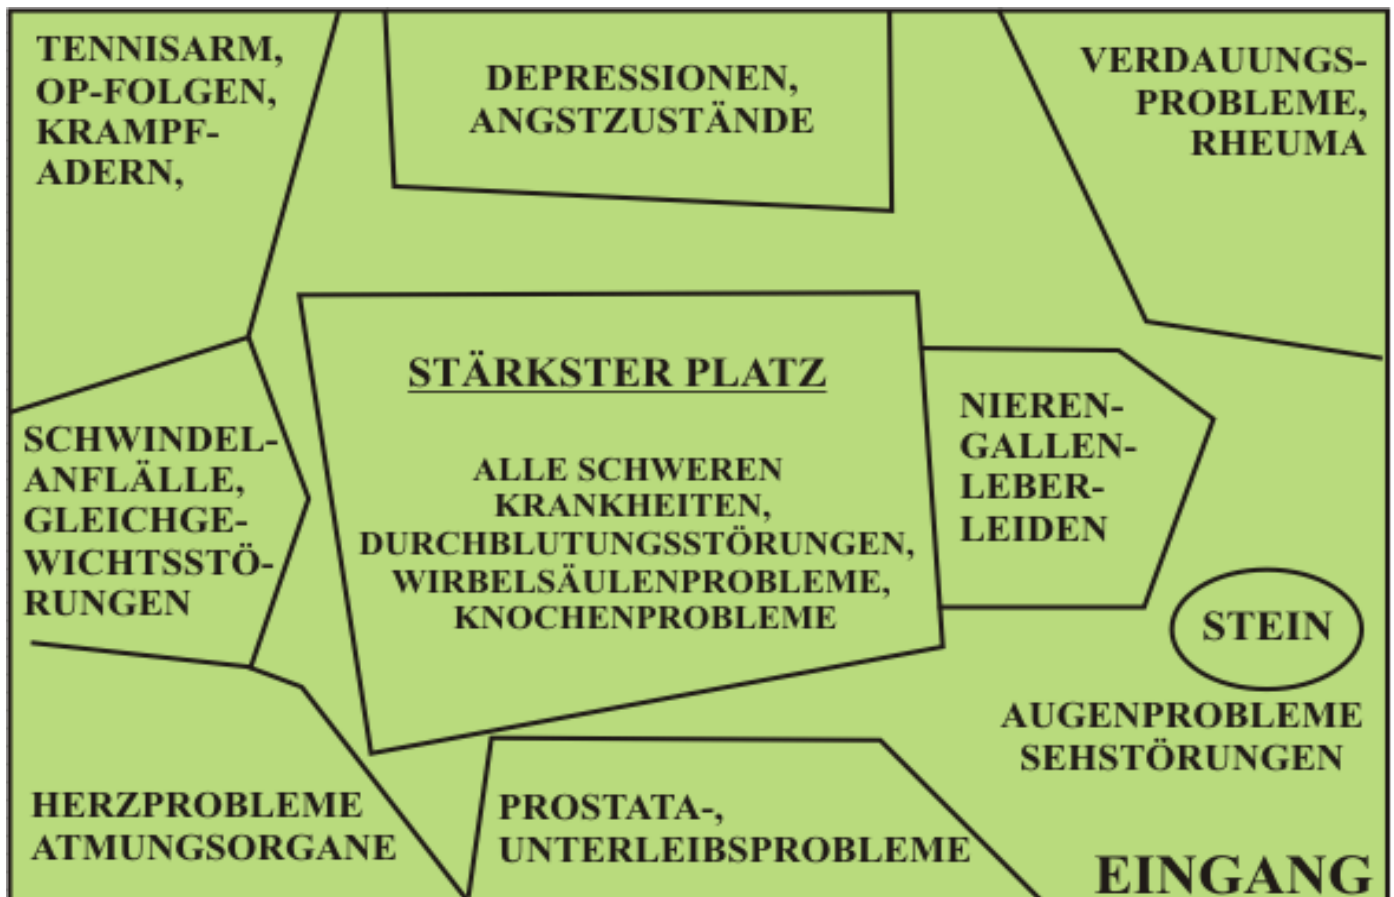 TENNISARM,
OP-FOLGEN,
KRAMPF-
ADERN,
DEPRESSIONEN,
ANGSTZUSTÄNDE
VERDAUUNGS-
PROBLEME,
RHEUMA
SCHWINDEL-
ANFLÄLLE,
GLEICHGE-
WICHTSSTÖ-
RUNGEN
STÄRKSTER PLATZ
ALLE SCHWEREN
KRANKHEITEN,
DURCHBLUTUNGSSTÖRUNGEN,
WIRBELSÄULENPROBLEME,
KNOCHENPROBLEME
NIEREN-
GALLEN-
LEBER-
LEIDEN
STEIN
AUGENPROBLEME
SEHSTÖRUNGEN
HERZPROBLEME
ATMUNGSORGANE
PROSTATA-,
UNTERLEIBSPROBLEME
EINGANG